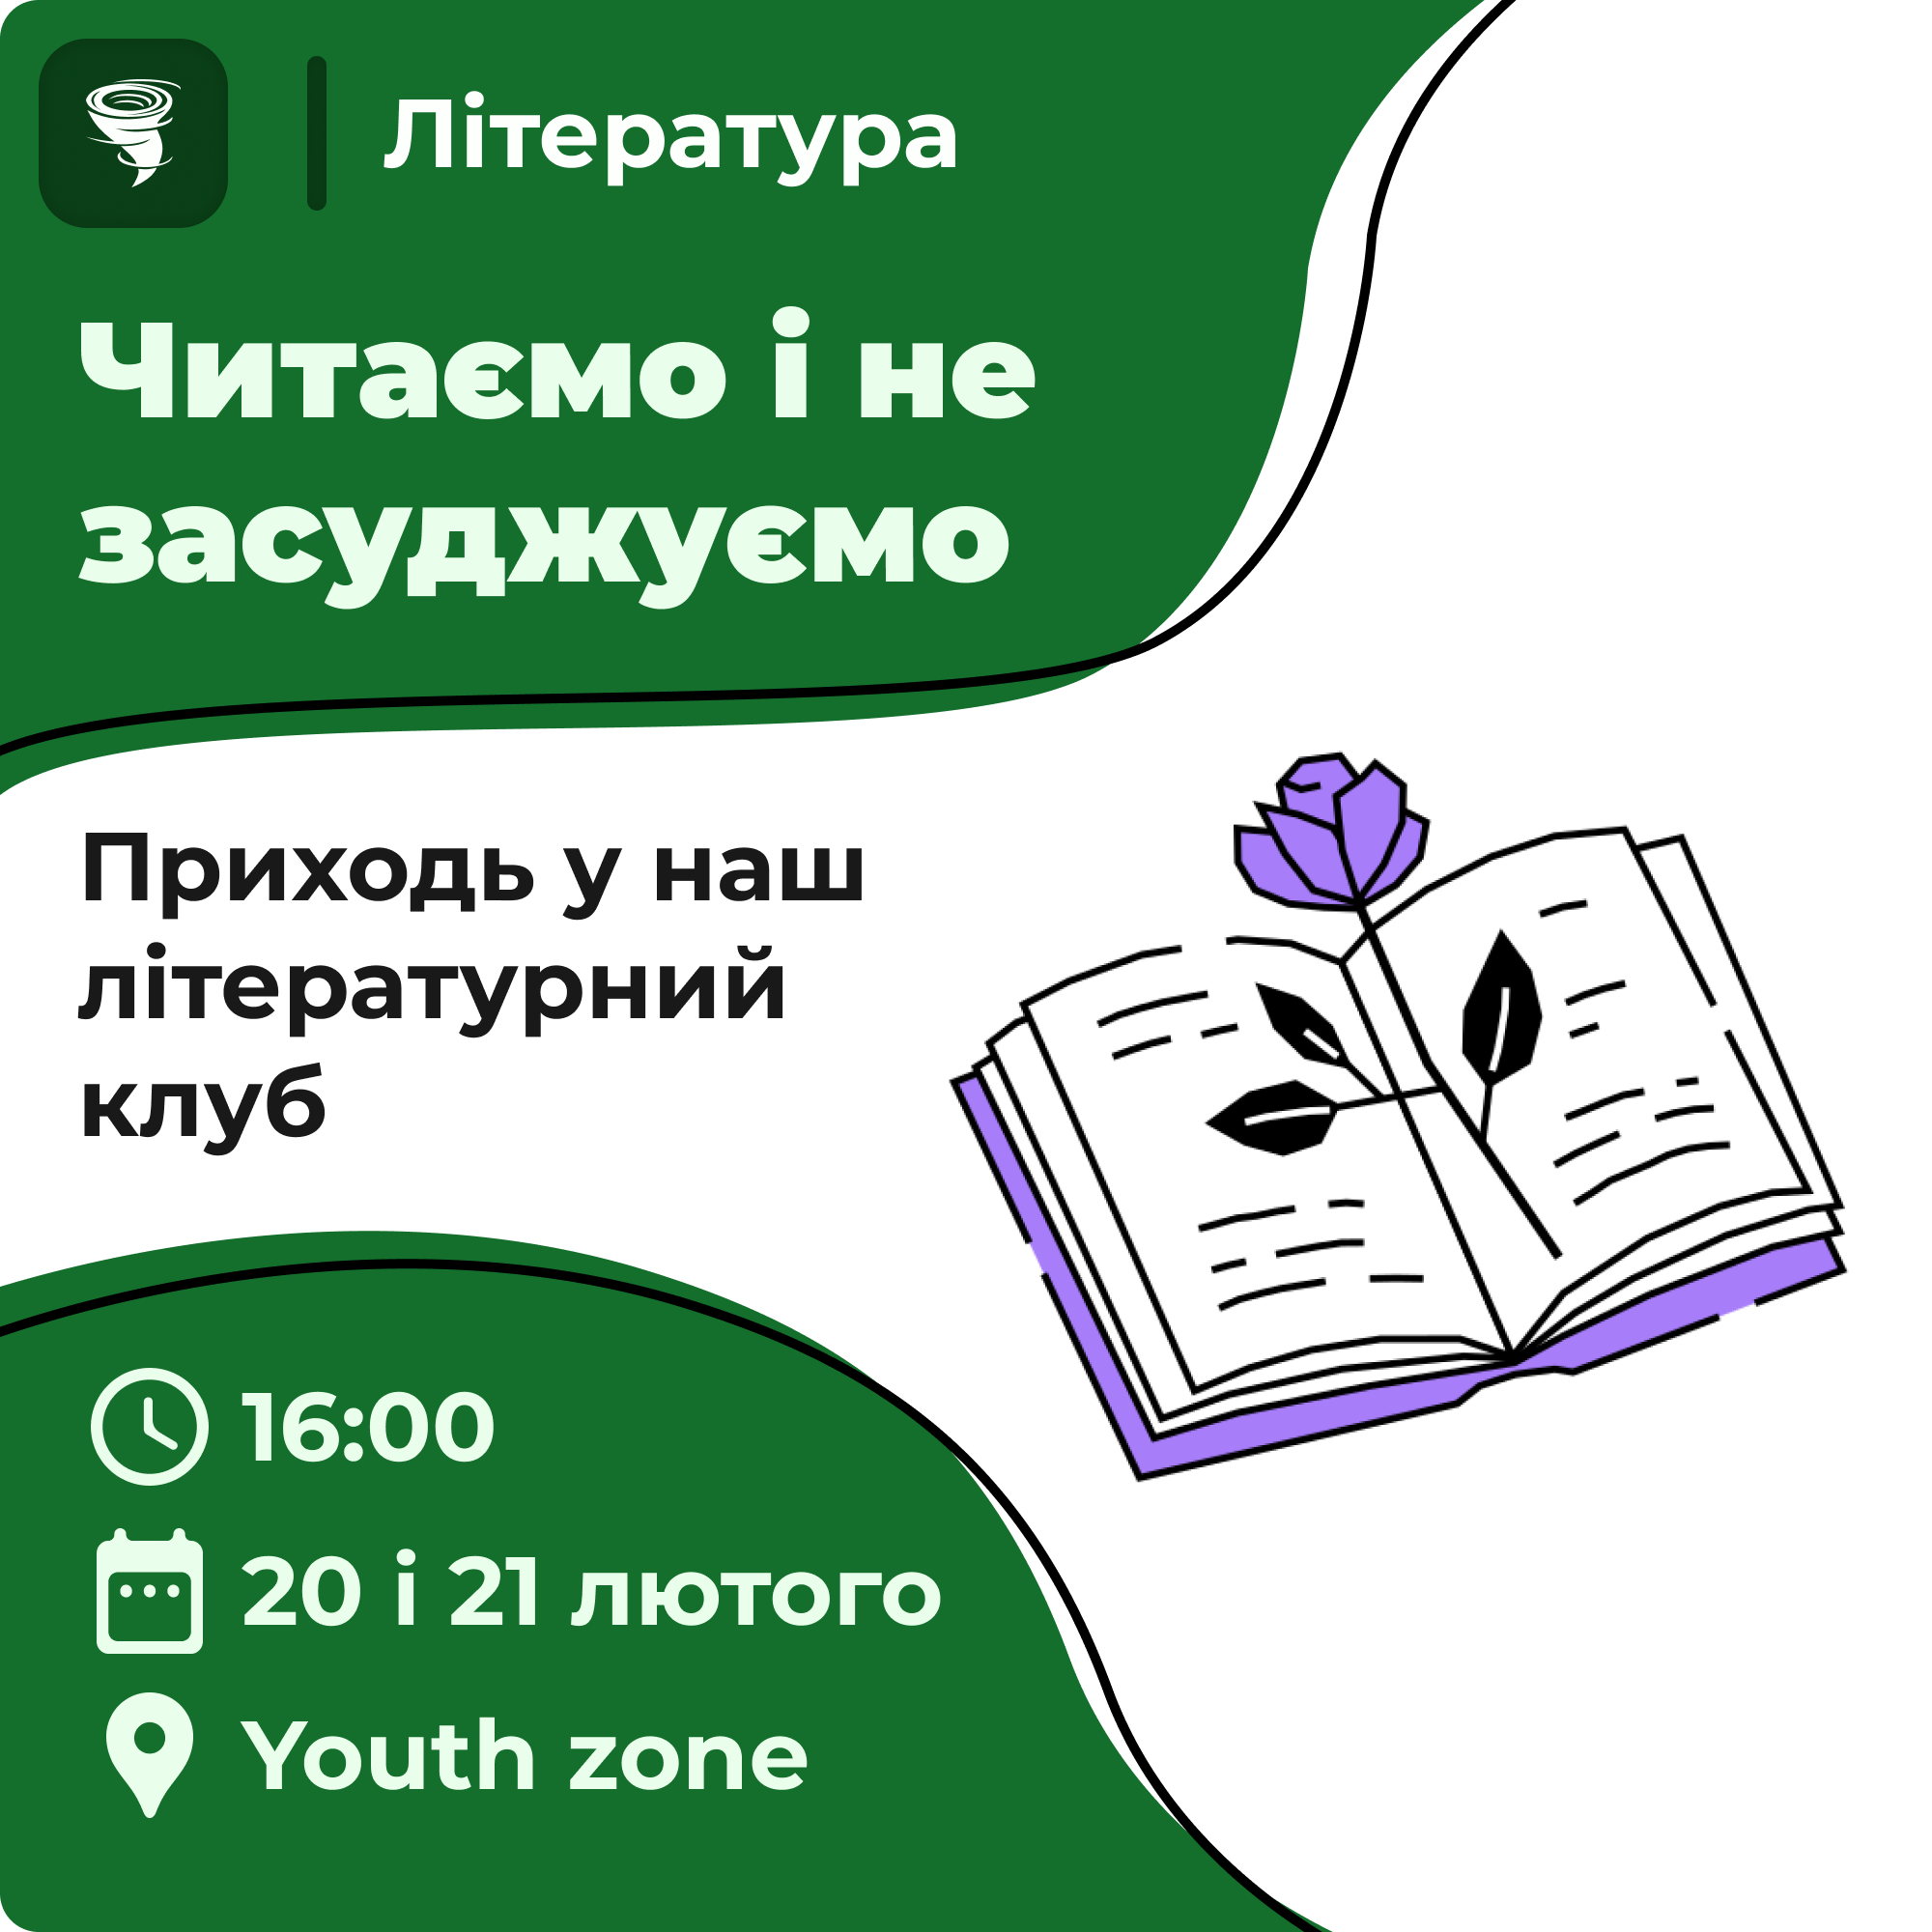 Література
Читаємо і не
засуджуємо
Приходь у наш
літературний
клуб
16:00
20 і 21 лютого
Youth zone